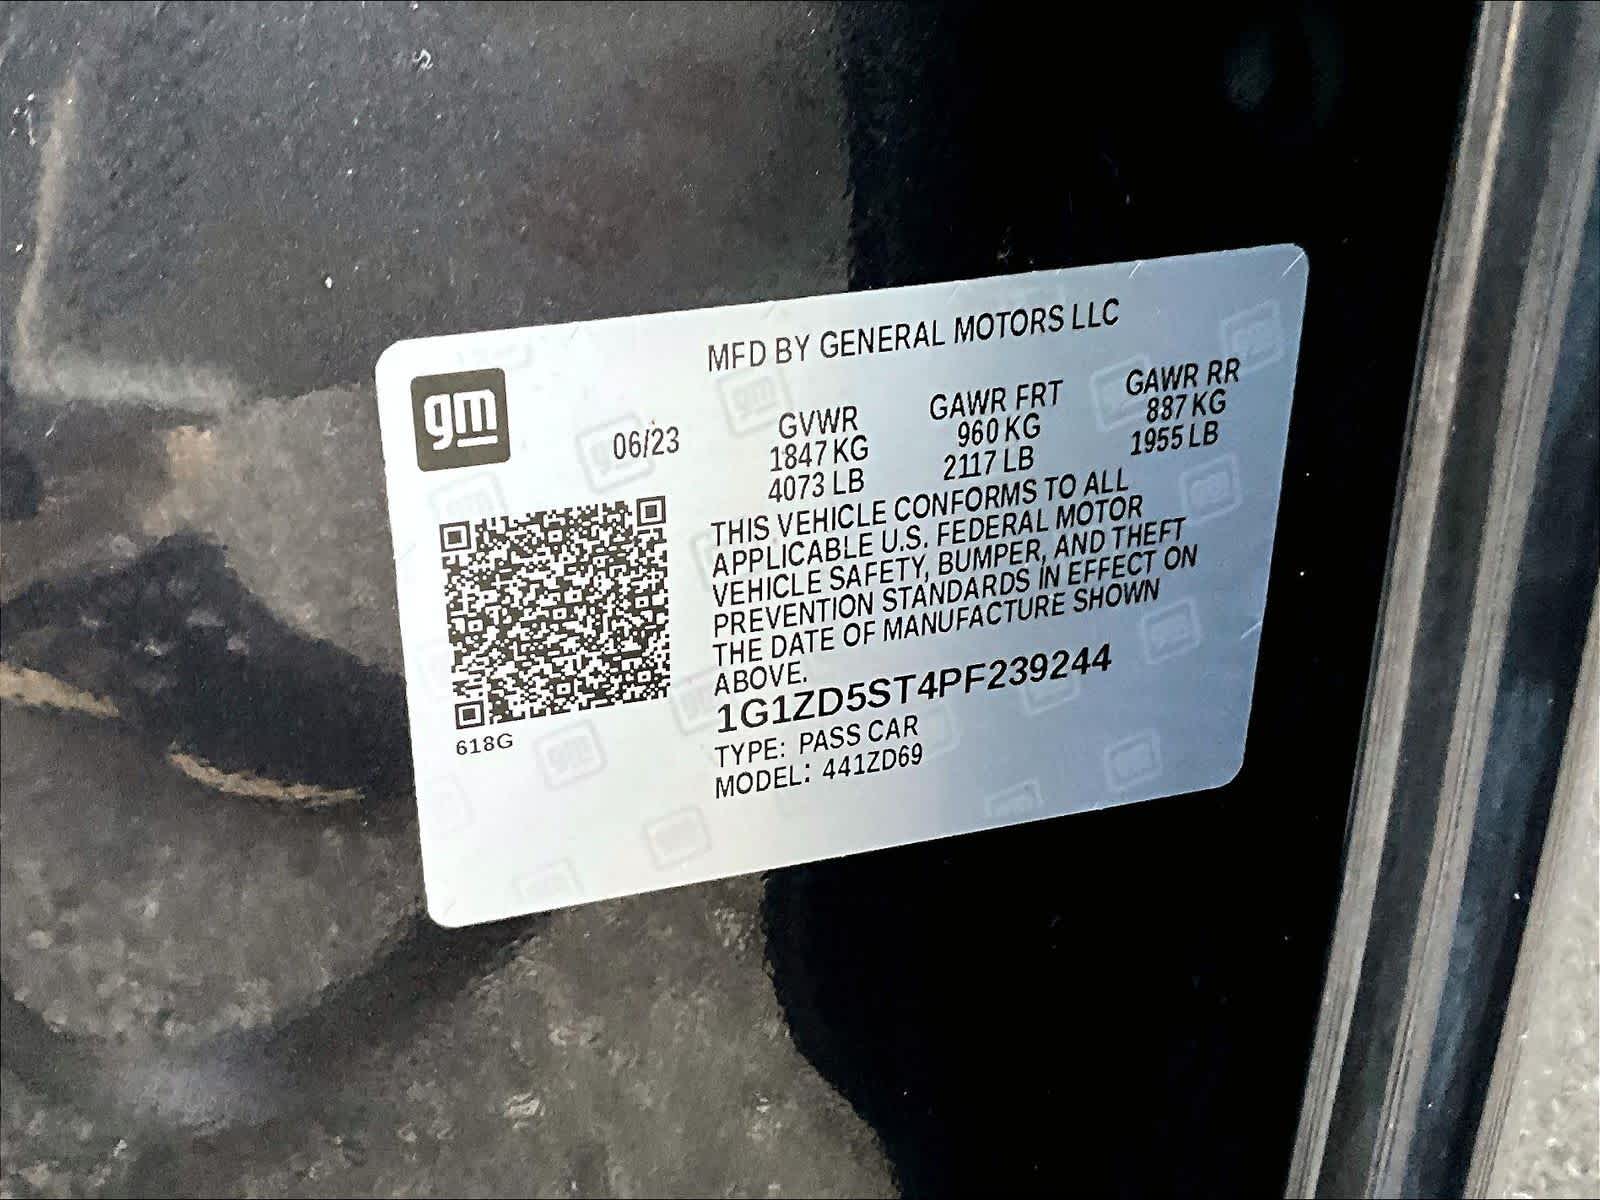 MFD BY GENERAL MOTORS LLC
gm
06/23
GVWR
1847 KG
4073 LB
GAWR FRT
960 KG
2117 LB
GAWR RR
887 KG
1955 LB
THIS VEHICLE CONFORMS TO ALL
APPLICABLE U.S. FEDERAL MOTOR
VEHICLE SAFETY, BUMPER, AND THEFT
PREVENTION STANDARDS IN EFFECT ON
THE DATE OF MANUFACTURE SHOWN
ABOVE.
1G1ZD5ST4PF239244
TYPE: PASS CAR
MODEL: 441ZD69
618G